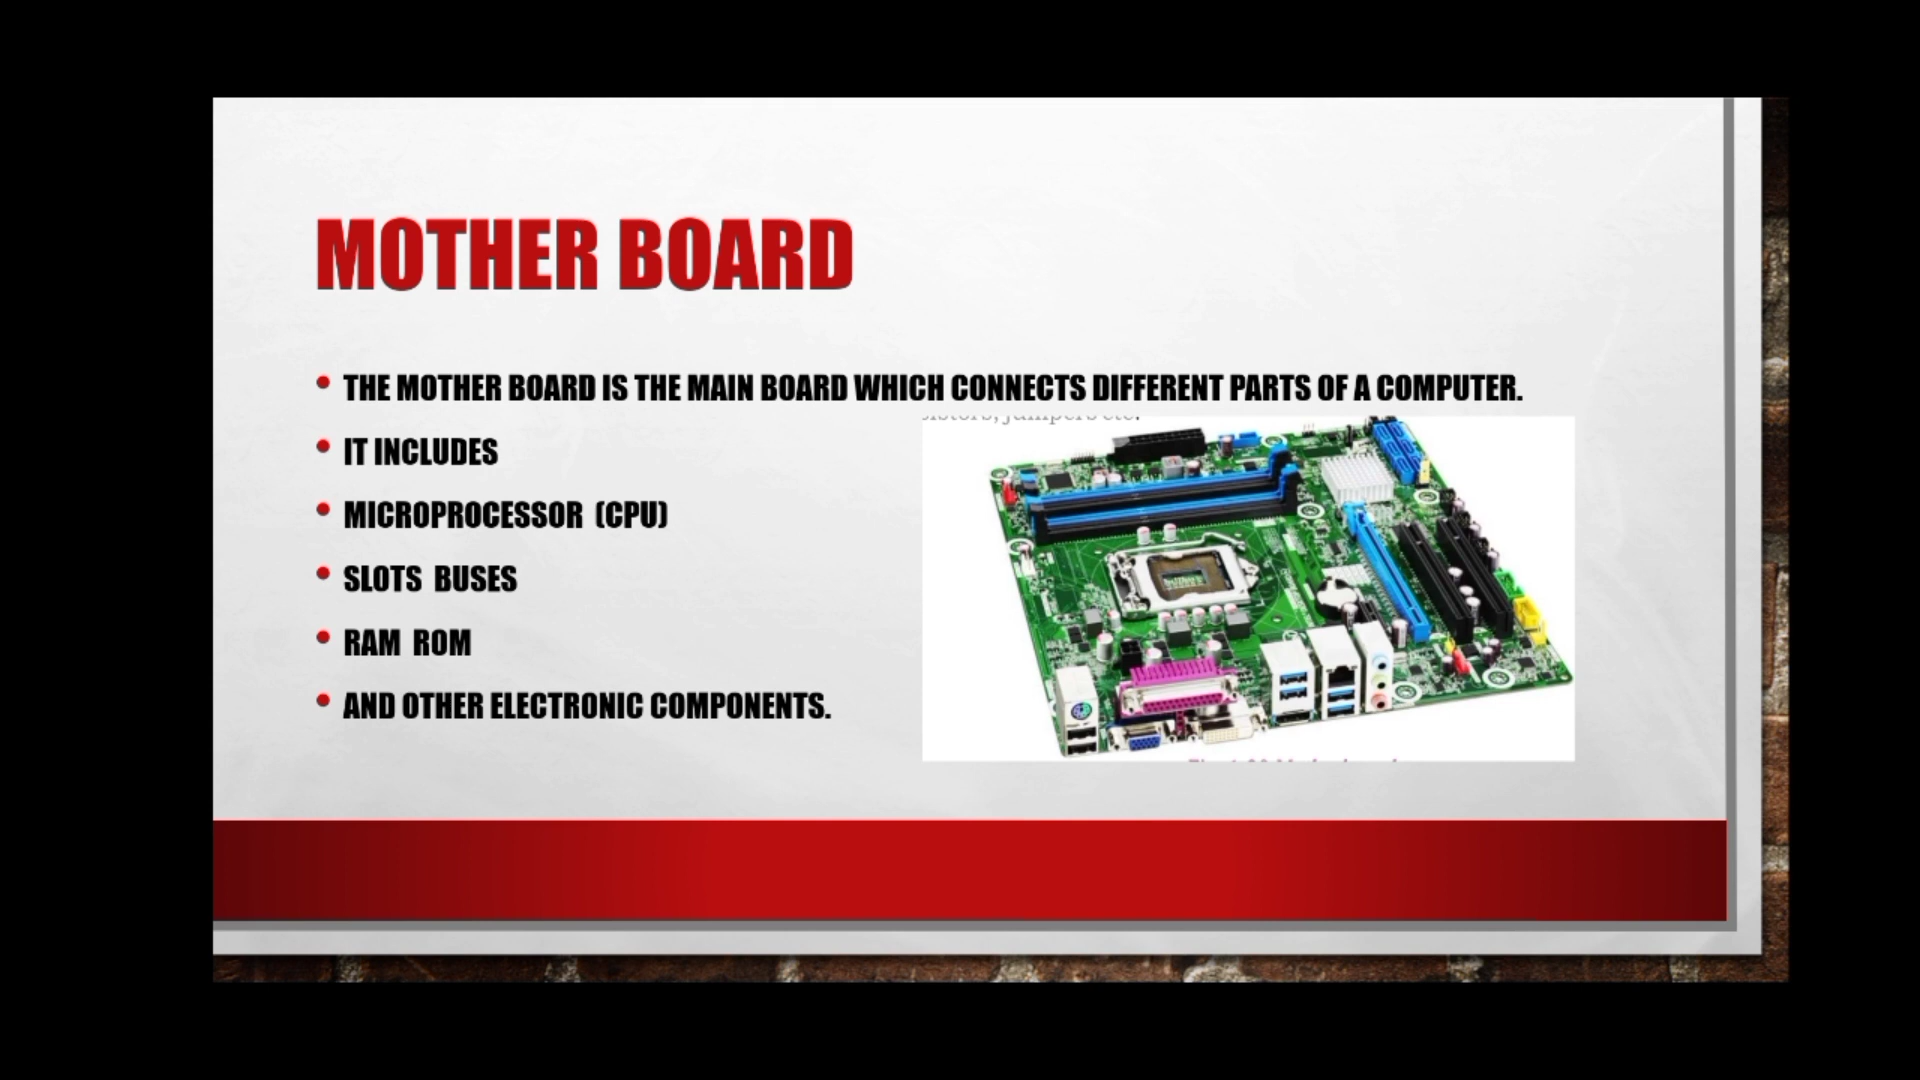 MOTHER BOARD
• THE MOTHER BOARD IS THE MAIN BOARD WHICH CONNECTS DIFFERENT PARTS OF A COMPUTER.
• IT INCLUDES
• MICROPROCESSOR (CPU)
• SLOTS BUSES
• RAM ROM
• AND OTHER ELECTRONIC COMPONENTS.